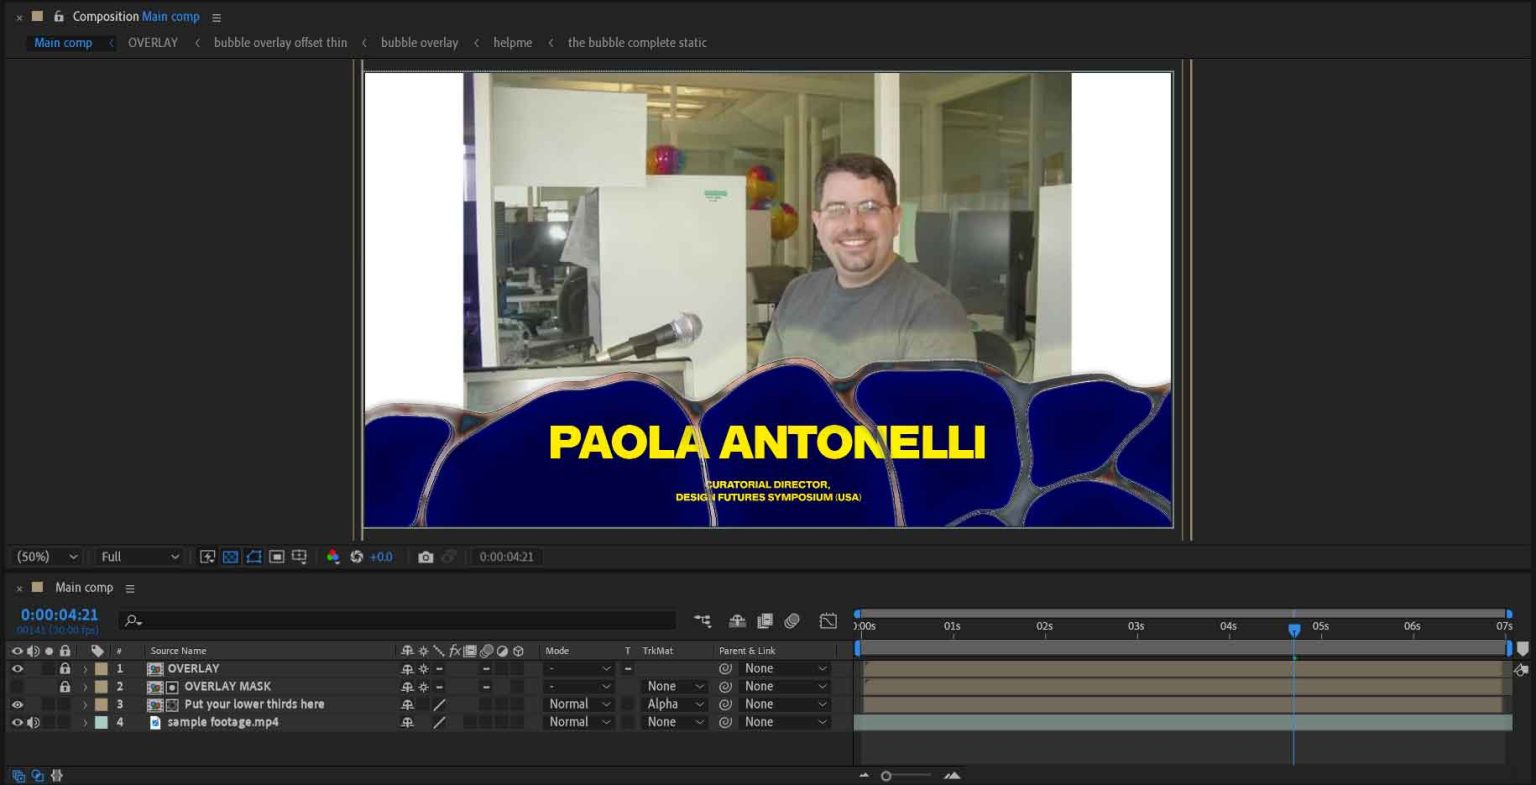 Composition Main comp
Main comp OVERLAY bubble overlay offset thin bubble overlay helpme the bubble complete static
PAOLA ANTONELLI
CURATORIAL DIRECTOR,
DESIGN FUTURES SYMPOSIUM (USA)
(50%) Full +0.0 0:00:04:21
Main comp
0:00:04:21
00141 (30.00 fps)
:00s 01s 02s 03s 04s 05s 06s 07s
# Source Name fx Mode T TrkMat Parent & Link
1 OVERLAY - None
2 OVERLAY MASK - None None
3 Put your lower thirds here Normal Alpha None
4 sample footage.mp4 Normal None None